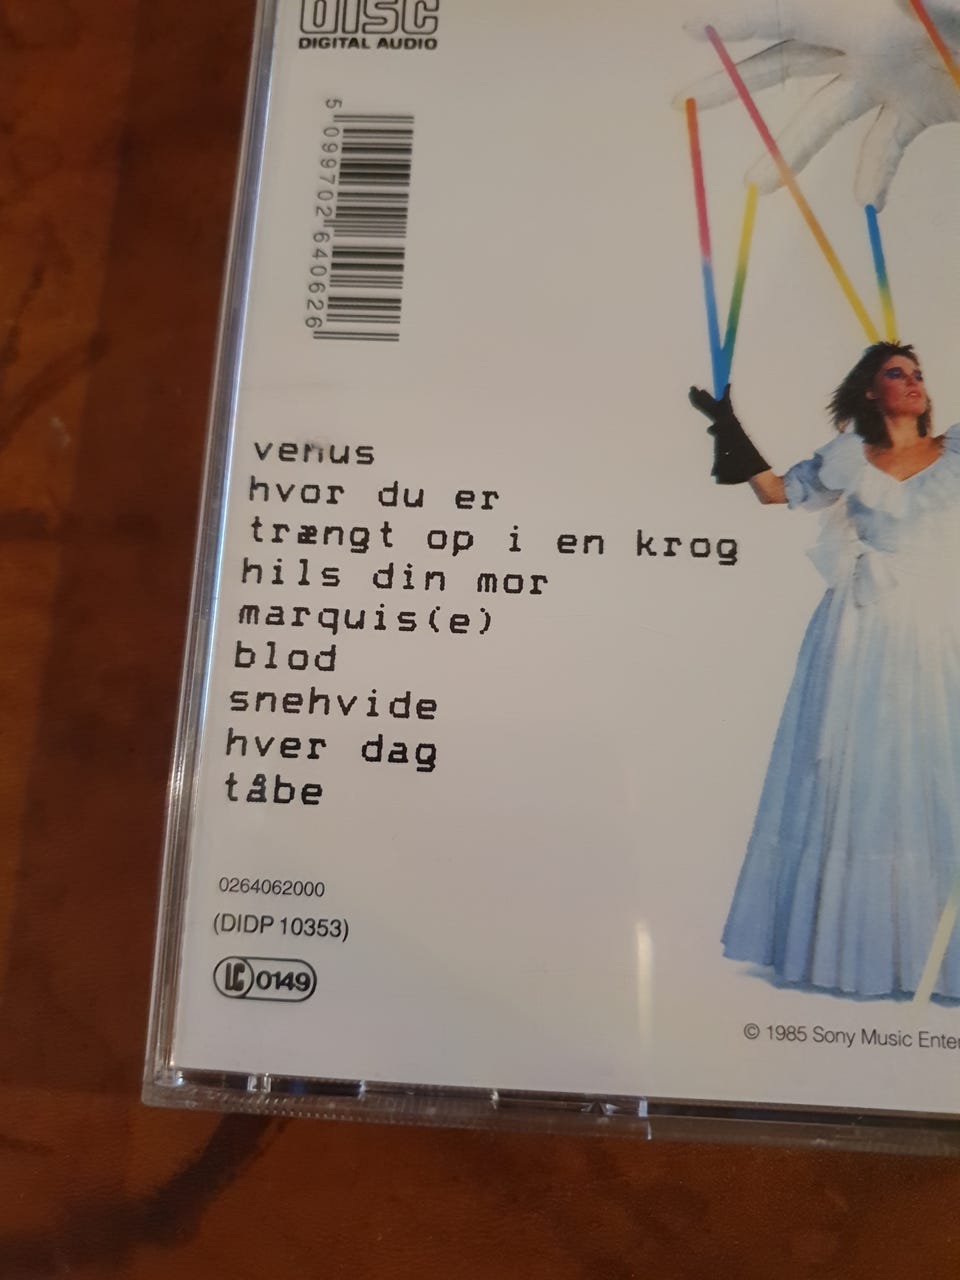 DISC
DIGITAL AUDIO
5 099702 640626
venus
hvor du er
trængt op i en krog
hils din mor
marquis(e)
blod
snehvide
hver dag
tåbe
0264062000
(DIDP 10353)
LC 0149
© 1985 Sony Music